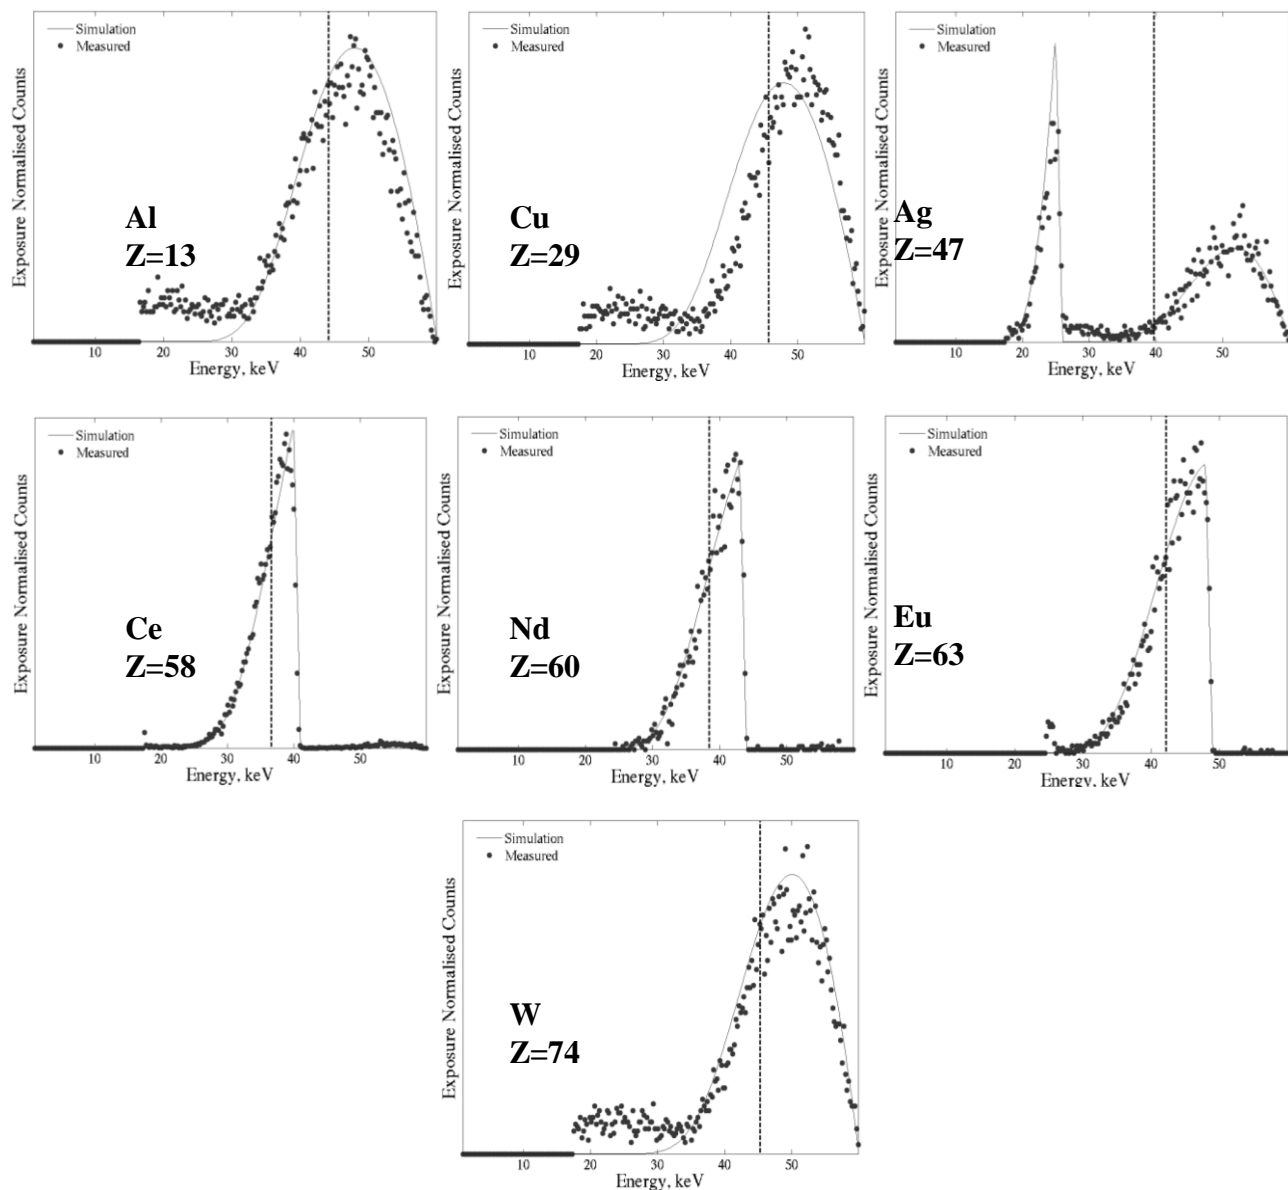 Simulation
Measured
Exposure Normalised Counts
Al
Z=13
10 20 30 40 50
Energy, keV
Simulation
Measured
Exposure Normalised Counts
Cu
Z=29
10 20 30 40 50
Energy, keV
Simulation
Measured
Exposure Normalised Counts
Ag
Z=47
10 20 30 40 50
Energy, keV
Simulation
Measured
Exposure Normalised Counts
Ce
Z=58
10 20 30 40 50
Energy, keV
Simulation
Measured
Exposure Normalised Counts
Nd
Z=60
10 20 30 40 50
Energy, keV
Simulation
Measured
Exposure Normalised Counts
Eu
Z=63
10 20 30 40 50
Energy, keV
Simulation
Measured
Exposure Normalised Counts
W
Z=74
10 20 30 40 50
Energy, keV